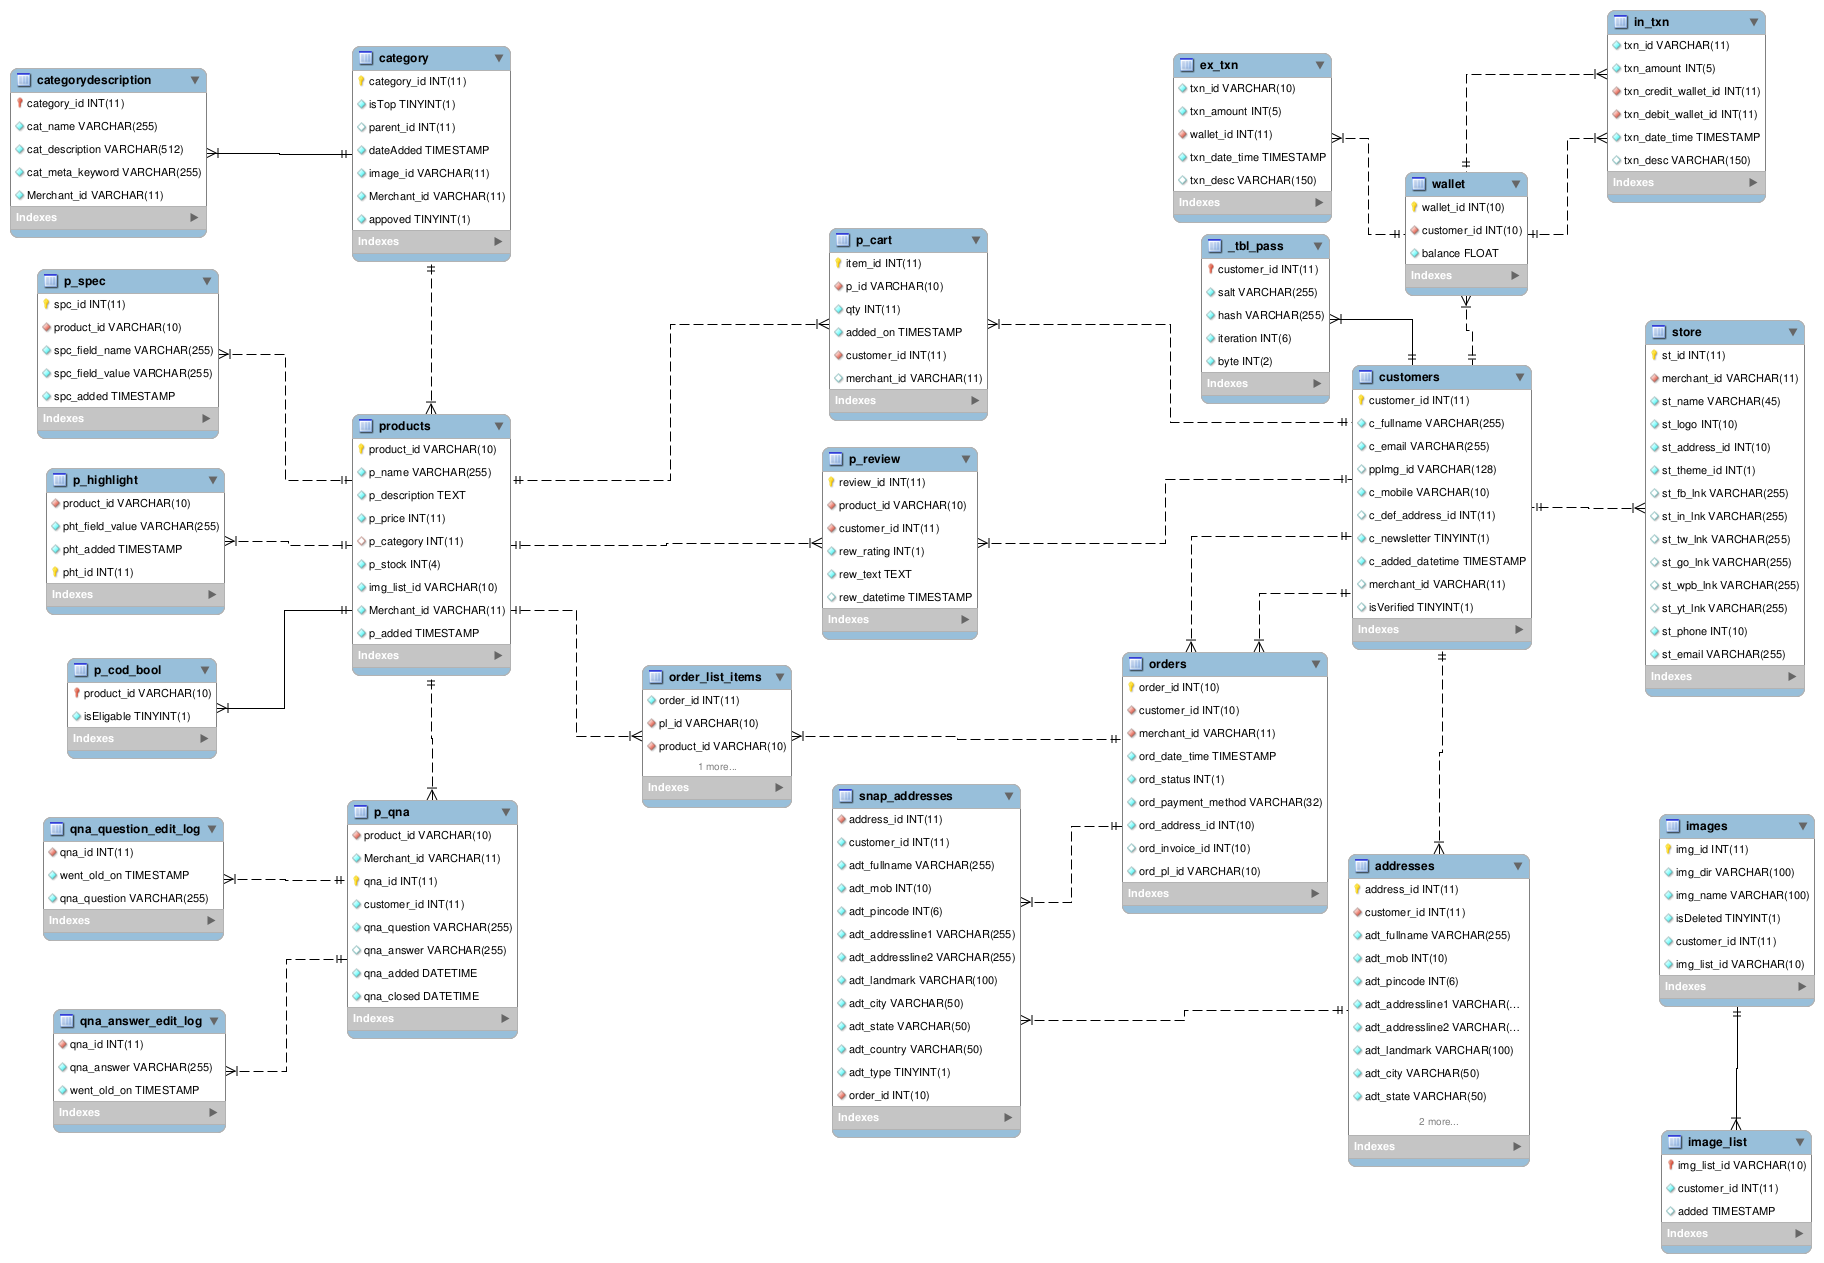 categorydescription
category_id INT(11)
cat_name VARCHAR(255)
cat_description VARCHAR(512)
cat_meta_keyword VARCHAR(255)
Merchant_id VARCHAR(11)
Indexes
category
category_id INT(11)
isTop TINYINT(1)
parent_id INT(11)
dateAdded TIMESTAMP
image_id VARCHAR(11)
Merchant_id VARCHAR(11)
appoved TINYINT(1)
Indexes
p_spec
spc_id INT(11)
product_id VARCHAR(10)
spc_field_name VARCHAR(255)
spc_field_value VARCHAR(255)
spc_added TIMESTAMP
Indexes
p_highlight
product_id VARCHAR(10)
pht_field_value VARCHAR(255)
pht_added TIMESTAMP
pht_id INT(11)
Indexes
products
product_id VARCHAR(10)
p_name VARCHAR(255)
p_description TEXT
p_price INT(11)
p_category INT(11)
p_stock INT(4)
img_list_id VARCHAR(10)
Merchant_id VARCHAR(11)
p_added TIMESTAMP
Indexes
p_cod_bool
product_id VARCHAR(10)
isEligable TINYINT(1)
Indexes
qna_question_edit_log
qna_id INT(11)
went_old_on TIMESTAMP
qna_question VARCHAR(255)
Indexes
p_qna
product_id VARCHAR(10)
Merchant_id VARCHAR(11)
qna_id INT(11)
customer_id INT(11)
qna_question VARCHAR(255)
qna_answer VARCHAR(255)
qna_added DATETIME
qna_closed DATETIME
Indexes
qna_answer_edit_log
qna_id INT(11)
qna_answer VARCHAR(255)
went_old_on TIMESTAMP
Indexes
p_cart
item_id INT(11)
p_id VARCHAR(10)
qty INT(11)
added_on TIMESTAMP
customer_id INT(11)
merchant_id VARCHAR(11)
Indexes
p_review
review_id INT(11)
product_id VARCHAR(10)
customer_id INT(11)
rew_rating INT(1)
rew_text TEXT
rew_datetime TIMESTAMP
Indexes
order_list_items
order_id INT(11)
pl_id VARCHAR(10)
product_id VARCHAR(10)
1 more...
Indexes
snap_addresses
address_id INT(11)
customer_id INT(11)
adt_fullname VARCHAR(255)
adt_mob INT(10)
adt_pincode INT(6)
adt_addressline1 VARCHAR(255)
adt_addressline2 VARCHAR(255)
adt_landmark VARCHAR(100)
adt_city VARCHAR(50)
adt_state VARCHAR(50)
adt_country VARCHAR(50)
adt_type TINYINT(1)
order_id INT(10)
Indexes
ex_txn
txn_id VARCHAR(10)
txn_amount INT(5)
wallet_id INT(11)
txn_date_time TIMESTAMP
txn_desc VARCHAR(150)
Indexes
_tbl_pass
customer_id INT(11)
salt VARCHAR(255)
hash VARCHAR(255)
iteration INT(6)
byte INT(2)
Indexes
wallet
wallet_id INT(10)
customer_id INT(10)
balance FLOAT
Indexes
in_txn
txn_id VARCHAR(11)
txn_amount INT(5)
txn_credit_wallet_id INT(11)
txn_debit_wallet_id INT(11)
txn_date_time TIMESTAMP
txn_desc VARCHAR(150)
Indexes
customers
customer_id INT(11)
c_fullname VARCHAR(255)
c_email VARCHAR(255)
ppImg_id VARCHAR(128)
c_mobile VARCHAR(10)
c_def_address_id INT(11)
c_newsletter TINYINT(1)
c_added_datetime TIMESTAMP
merchant_id VARCHAR(11)
isVerified TINYINT(1)
Indexes
store
st_id INT(11)
merchant_id VARCHAR(11)
st_name VARCHAR(45)
st_logo INT(10)
st_address_id INT(10)
st_theme_id INT(1)
st_fb_lnk VARCHAR(255)
st_in_lnk VARCHAR(255)
st_tw_lnk VARCHAR(255)
st_go_lnk VARCHAR(255)
st_wpb_lnk VARCHAR(255)
st_yt_lnk VARCHAR(255)
st_phone INT(10)
st_email VARCHAR(255)
Indexes
orders
order_id INT(10)
customer_id INT(10)
merchant_id VARCHAR(11)
ord_date_time TIMESTAMP
ord_status INT(1)
ord_payment_method VARCHAR(32)
ord_address_id INT(10)
ord_invoice_id INT(10)
ord_pl_id VARCHAR(10)
Indexes
addresses
address_id INT(11)
customer_id INT(11)
adt_fullname VARCHAR(255)
adt_mob INT(10)
adt_pincode INT(6)
adt_addressline1 VARCHAR(...
adt_addressline2 VARCHAR(...
adt_landmark VARCHAR(100)
adt_city VARCHAR(50)
adt_state VARCHAR(50)
2 more...
Indexes
images
img_id INT(11)
img_dir VARCHAR(100)
img_name VARCHAR(100)
isDeleted TINYINT(1)
customer_id INT(11)
img_list_id VARCHAR(10)
Indexes
image_list
img_list_id VARCHAR(10)
customer_id INT(11)
added TIMESTAMP
Indexes